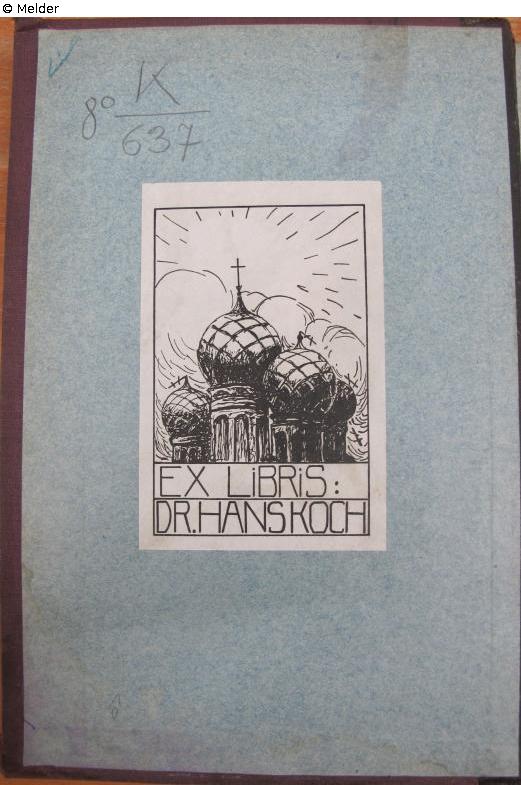 © Melder
8° K
637
EX LiBRiS:
DR. HANS KOCH